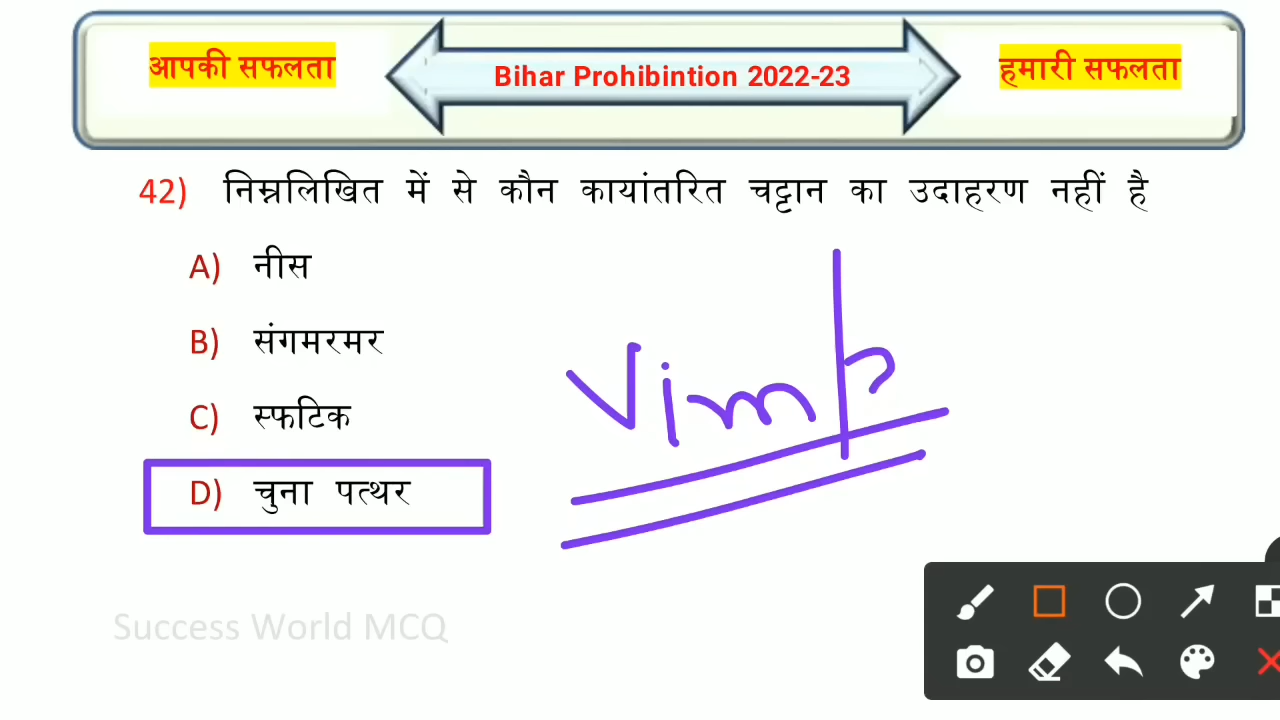 आपकी सफलता
Bihar Prohibintion 2022-23
हमारी सफलता
42) निम्नलिखित में से कौन कायांतरित चट्टान का उदाहरण नहीं है
A) नीस
B) संगमरमर
C) स्फटिक
D) चुना पत्थर
Vimp
Success World MCQ